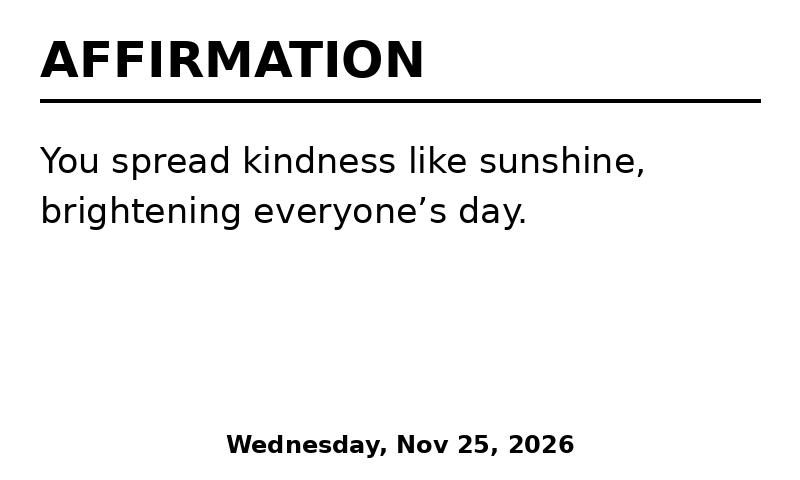 AFFIRMATION
You spread kindness like sunshine,
brightening everyone’s day.
Wednesday, Nov 25, 2026